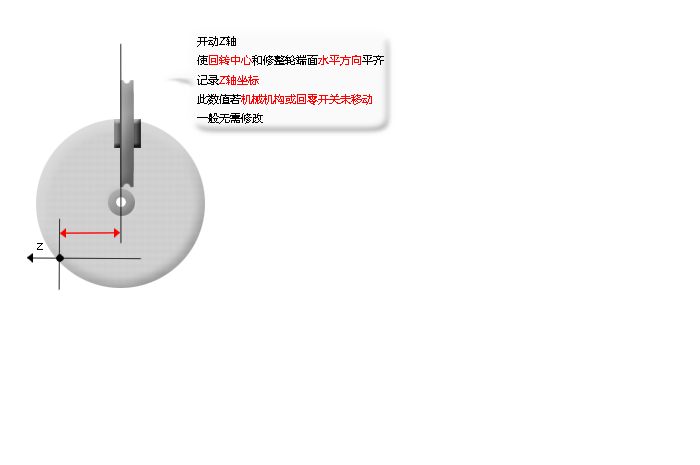 开动Z轴
使回转中心和修整轮端面水平方向平齐
记录Z轴坐标
此数值若机械机构或回零开关未移动
一般无需修改
Z